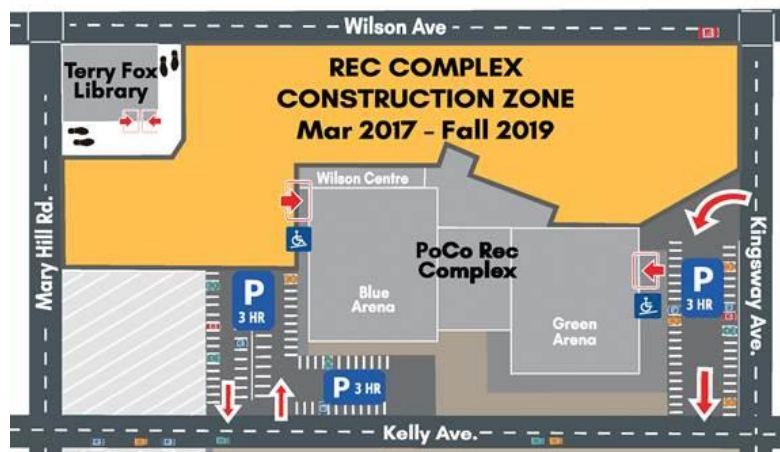 Wilson Ave
Terry Fox
Library
REC COMPLEX
CONSTRUCTION ZONE
Mar 2017 - Fall 2019
Mary Hill Rd.
Wilson Centre
PoCo Rec
Complex
Kingsway Ave.
P
3 HR
Blue
Arena
Green
Arena
P
3 HR
P 3 HR
Kelly Ave.